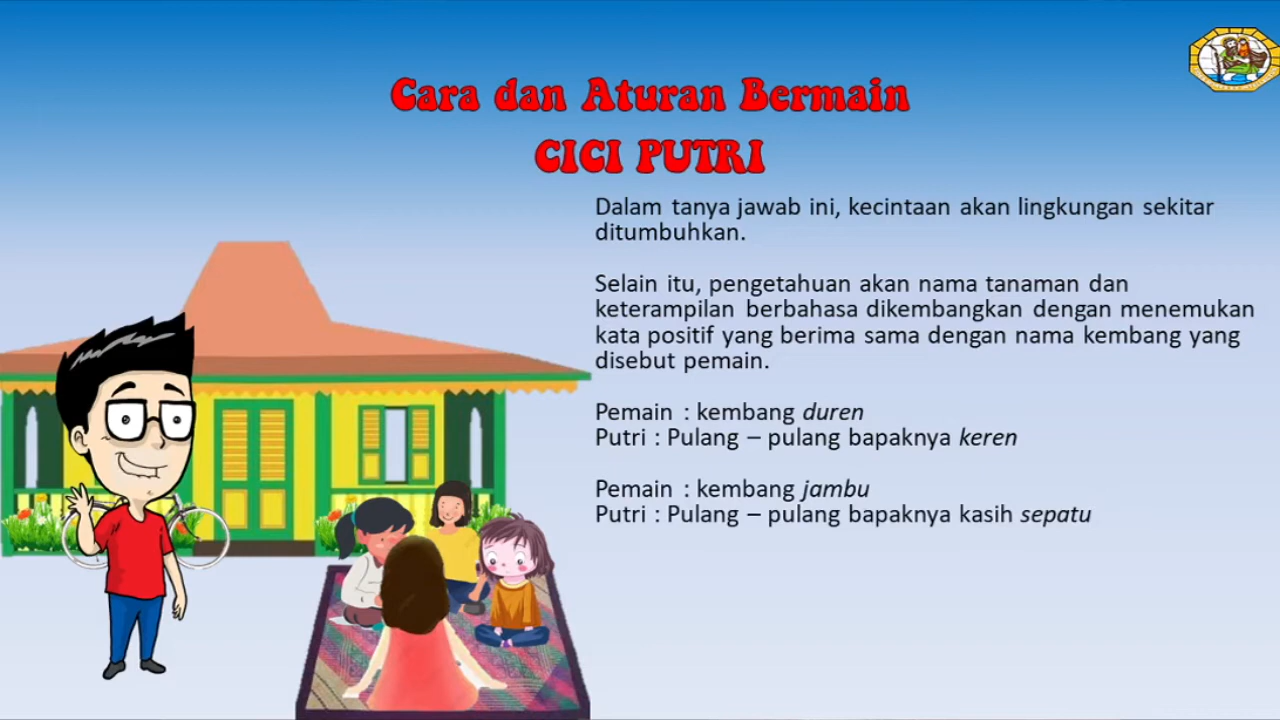 Cara dan Aturan Bermain
CICI PUTRI
Dalam tanya jawab ini, kecintaan akan lingkungan sekitar
ditumbuhkan.
Selain itu, pengetahuan akan nama tanaman dan
keterampilan berbahasa dikembangkan dengan menemukan
kata positif yang berima sama dengan nama kembang yang
disebut pemain.
Pemain : kembang duren
Putri : Pulang – pulang bapaknya keren
Pemain : kembang jambu
Putri : Pulang – pulang bapaknya kasih sepatu